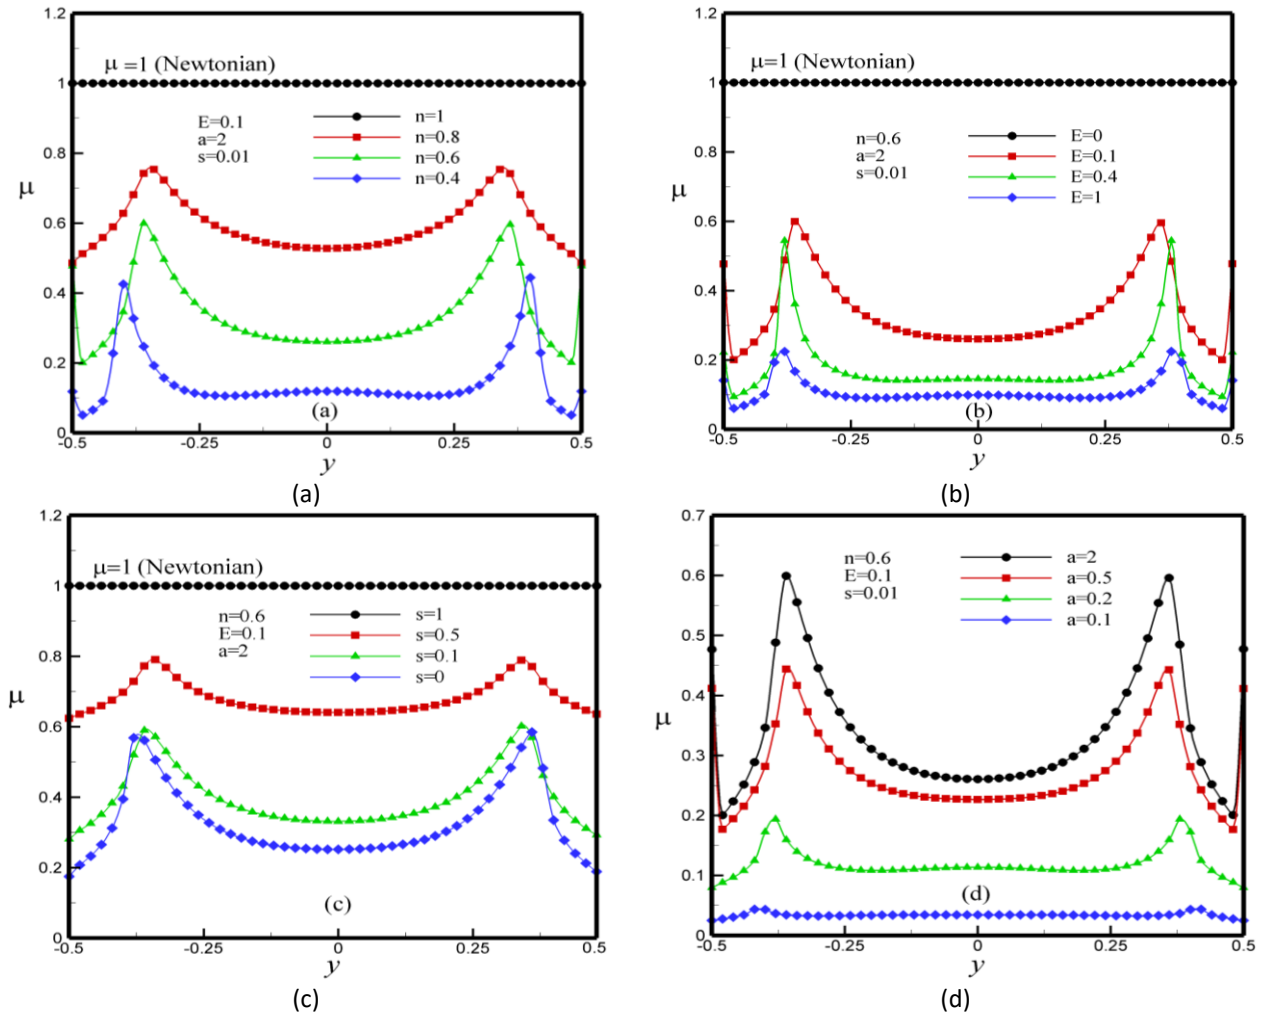 1.2
μ =1 (Newtonian)
1
E=0.1
a=2
s=0.01
n=1
n=0.8
n=0.6
n=0.4
0.8
μ
0.6
0.4
0.2
0
(a)
-0.5
-0.25
0
0.25
0.5
y
(a)
1.2
μ=1 (Newtonian)
1
n=0.6
a=2
s=0.01
E=0
E=0.1
E=0.4
E=1
0.8
μ
0.6
0.4
0.2
0
(b)
-0.5
-0.25
0
0.25
0.5
y
(b)
1.2
μ=1 (Newtonian)
1
n=0.6
E=0.1
a=2
s=1
s=0.5
s=0.1
s=0
0.8
μ
0.6
0.4
0.2
0
(c)
-0.5
-0.25
0
0.25
0.5
y
(c)
0.7
n=0.6
E=0.1
s=0.01
a=2
a=0.5
a=0.2
a=0.1
0.6
0.5
μ
0.4
0.3
0.2
0.1
0
(d)
-0.5
-0.25
0
0.25
0.5
y
(d)